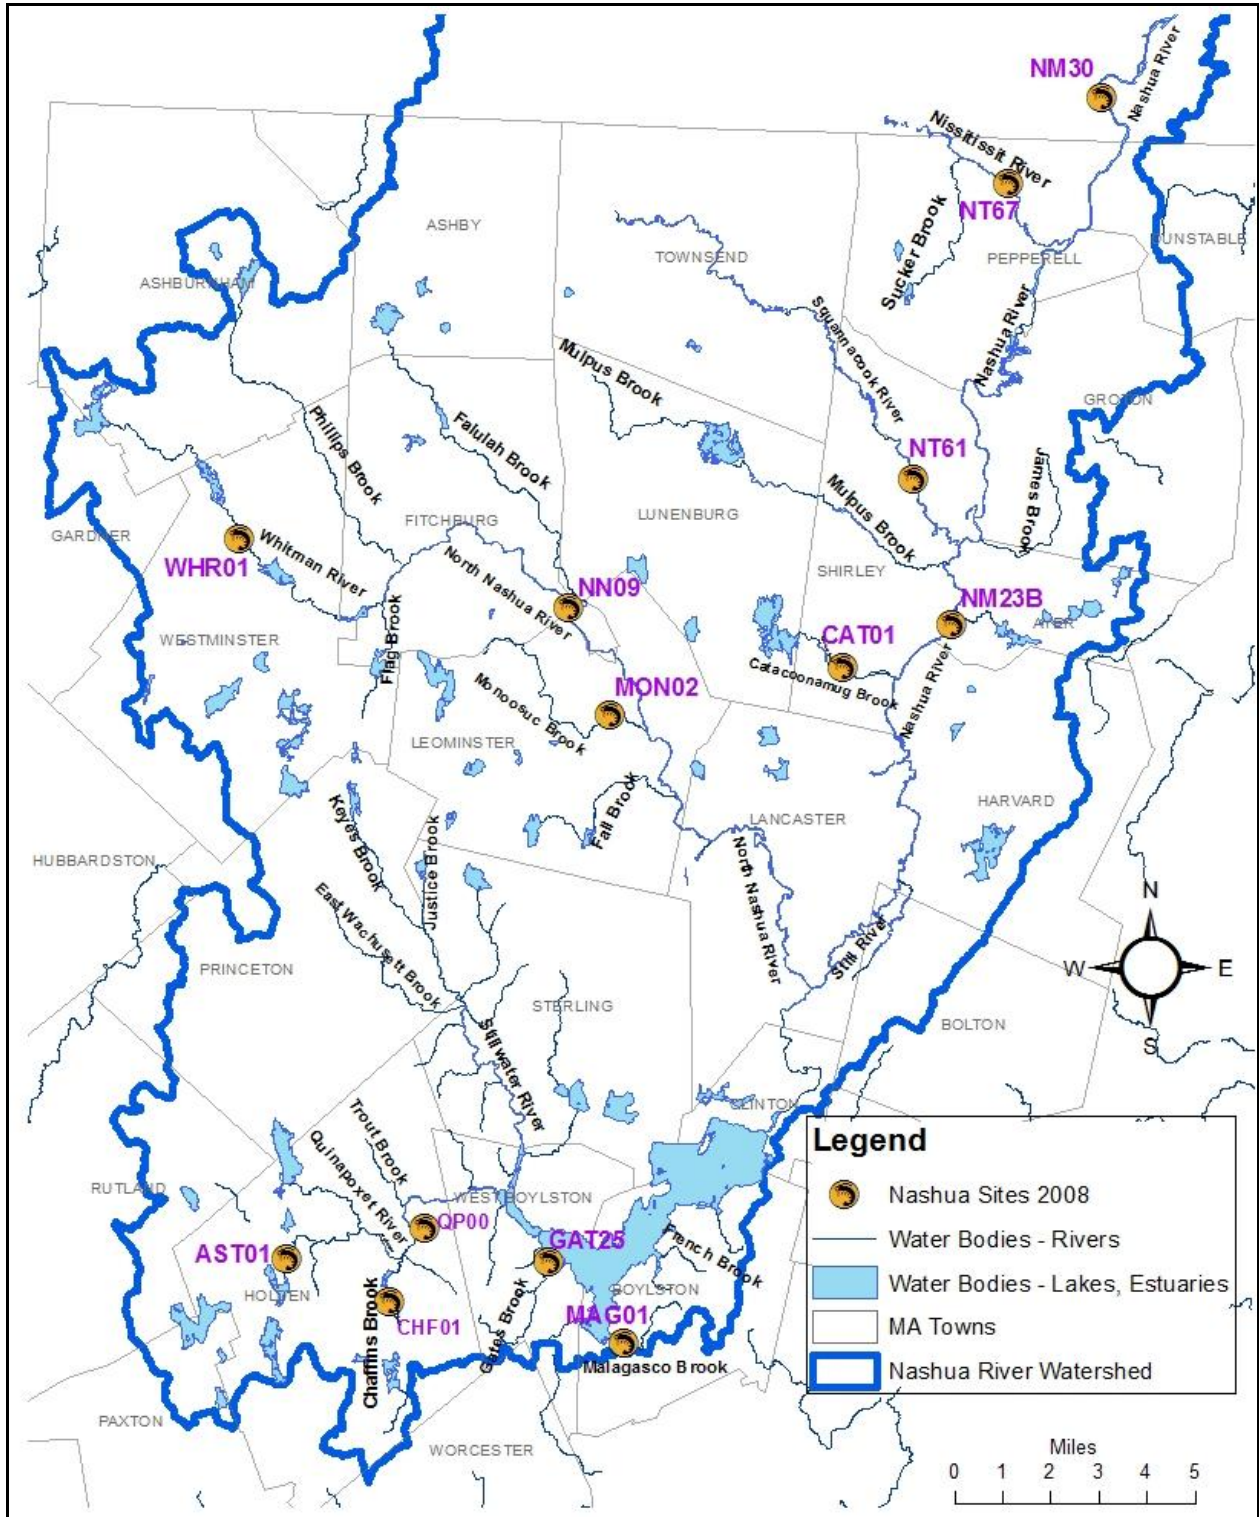 NM30
Nashua River
Nissitissit River
NT67
Sucker Brook
DUNSTABLE
PEPPERELL
ASHBY
TOWNSEND
ASHBURNHAM
Squannacook River
Nashua River
Mulpus Brook
GROTON
Phillips Brook
Falulah Brook
NT61
James Brook
Mulpus Brook
GARDNER
FITCHBURG
LUNENBURG
WHR01
Whitman River
North Nashua River
NN09
SHIRLEY
NM23B
AYER
CAT01
Catacoonamug Brook
Nashua River
WESTMINSTER
Flag Brook
MON02
Monoosuc Brook
LEOMINSTER
Fall Brook
HARVARD
LANCASTER
Keyes Brook
Justice Brook
HUBBARDSTON
East Wachusett Brook
North Nashua River
Still River
N
W
E
S
PRINCETON
STERLING
Stillwater River
BOLTON
CLINTON
Trout Brook
Quinapoxet River
RUTLAND
WEST BOYLSTON
QP00
GAT25
French Brook
AST01
HOLDEN
BOYLSTON
CHF01
MAG01
Chaffins Brook
Gates Brook
Malagasco Brook
PAXTON
WORCESTER
Legend
Nashua Sites 2008
Water Bodies - Rivers
Water Bodies - Lakes, Estuaries
MA Towns
Nashua River Watershed
Miles
0 1 2 3 4 5